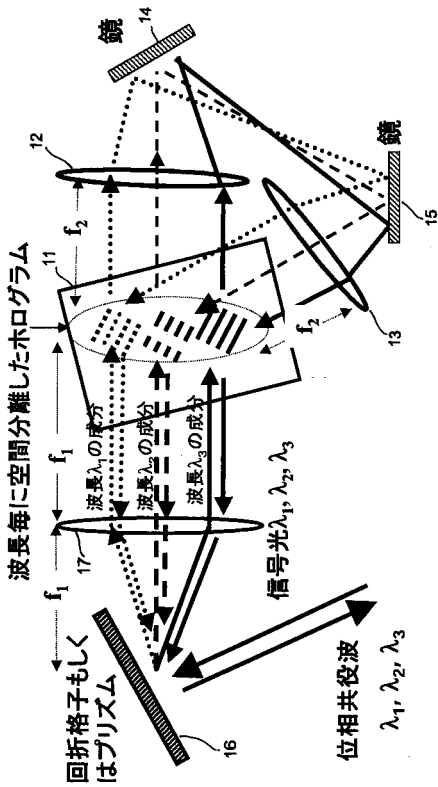 波長毎に空間分離したホログラム
回折格子もしく
はプリズム
16
f₁
f₁
17
11
f₂
12
鏡
14
波長λ₁の成分
波長λ₂の成分
波長λ₃の成分
f₂
13
鏡
15
信号光λ₁, λ₂, λ₃
位相共役波
λ₁, λ₂, λ₃